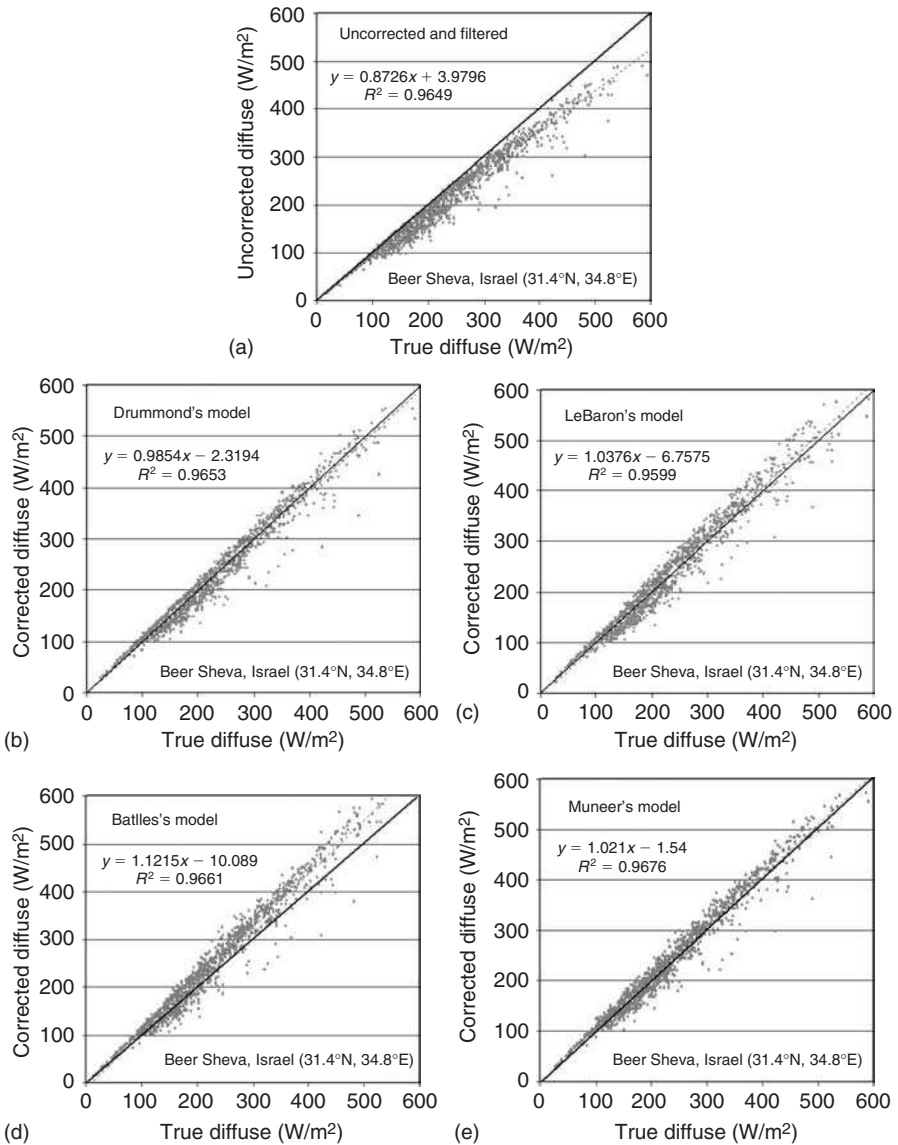 Uncorrected diffuse (W/m²)
600
500
400
300
200
100
0
Uncorrected and filtered
y = 0.8726x + 3.9796
R² = 0.9649
Beer Sheva, Israel (31.4°N, 34.8°E)
0 100 200 300 400 500 600
(a) True diffuse (W/m²)
Corrected diffuse (W/m²)
600
500
400
300
200
100
0
Drummond's model
y = 0.9854x − 2.3194
R² = 0.9653
Beer Sheva, Israel (31.4°N, 34.8°E)
0 100 200 300 400 500 600
(b) True diffuse (W/m²)
Corrected diffuse (W/m²)
600
500
400
300
200
100
0
LeBaron's model
y = 1.0376x − 6.7575
R² = 0.9599
Beer Sheva, Israel (31.4°N, 34.8°E)
0 100 200 300 400 500 600
(c) True diffuse (W/m²)
Corrected diffuse (W/m²)
600
500
400
300
200
100
0
Batlles's model
y = 1.1215x − 10.089
R² = 0.9661
Beer Sheva, Israel (31.4°N, 34.8°E)
0 100 200 300 400 500 600
(d) True diffuse (W/m²)
Corrected diffuse (W/m²)
600
500
400
300
200
100
0
Muneer's model
y = 1.021x − 1.54
R² = 0.9676
Beer Sheva, Israel (31.4°N, 34.8°E)
0 100 200 300 400 500 600
(e) True diffuse (W/m²)